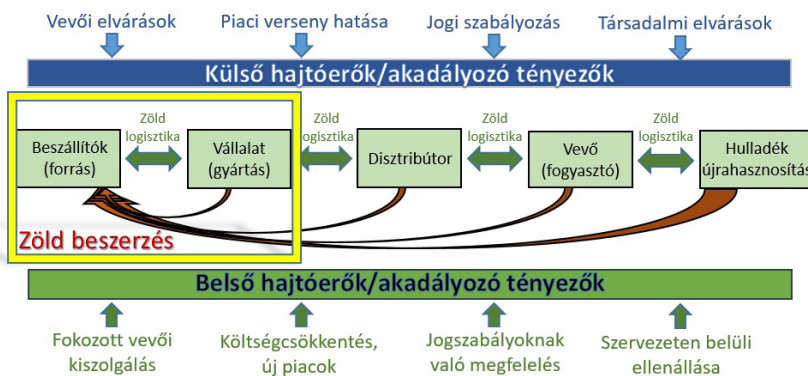 Vevői elvárások
Piaci verseny hatása
Jogi szabályozás
Társadalmi elvárások
Külső hajtóerők/akadályozó tényezők
Beszállítók
(forrás)
Zöld
logisztika
Vállalat
(gyártás)
Zöld
logisztika
Disztribútor
Zöld
logisztika
Vevő
(fogyasztó)
Zöld
logisztika
Hulladék
újrahasznosítás
Zöld beszerzés
Belső hajtóerők/akadályozó tényezők
Fokozott vevői
kiszolgálás
Költségcsökkentés,
új piacok
Jogszabályoknak
való megfelelés
Szervezeten belüli
ellenállása